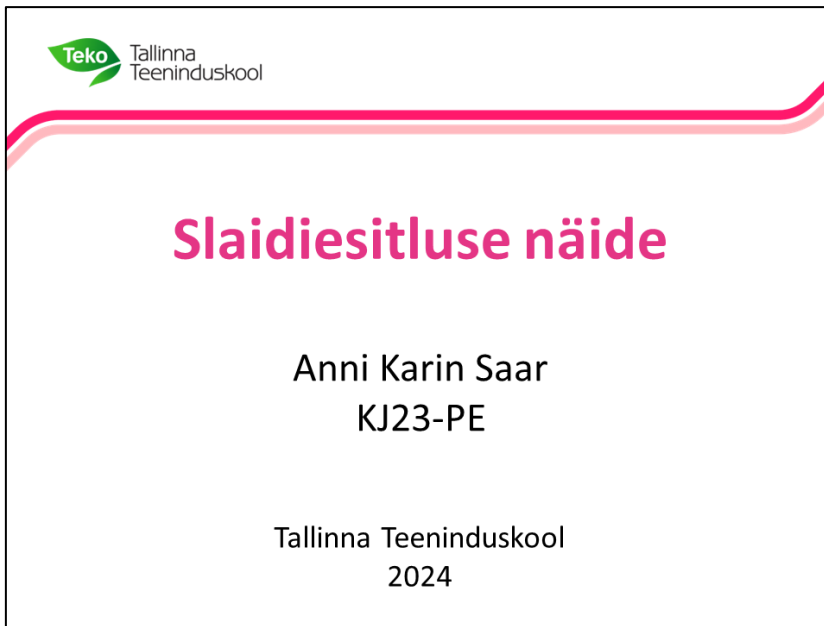 Teko
Tallinna
Teeninduskool
Slaidiesitluse näide
Anni Karin Saar
KJ23-PE
Tallinna Teeninduskool
2024